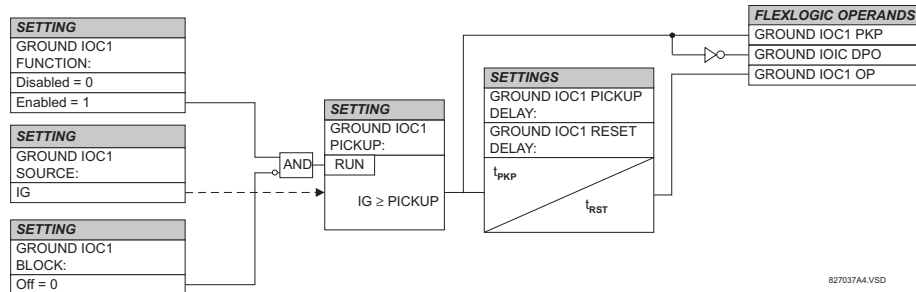 SETTING
GROUND IOC1
FUNCTION:
Disabled = 0
Enabled = 1
SETTING
GROUND IOC1
SOURCE:
IG
SETTING
GROUND IOC1
BLOCK:
Off = 0
AND
SETTING
GROUND IOC1
PICKUP:
RUN
IG ≥ PICKUP
SETTINGS
GROUND IOC1 PICKUP
DELAY:
GROUND IOC1 RESET
DELAY:
tPKP
tRST
FLEXLOGIC OPERANDS
GROUND IOC1 PKP
GROUND IOIC DPO
GROUND IOC1 OP
827037A4.VSD